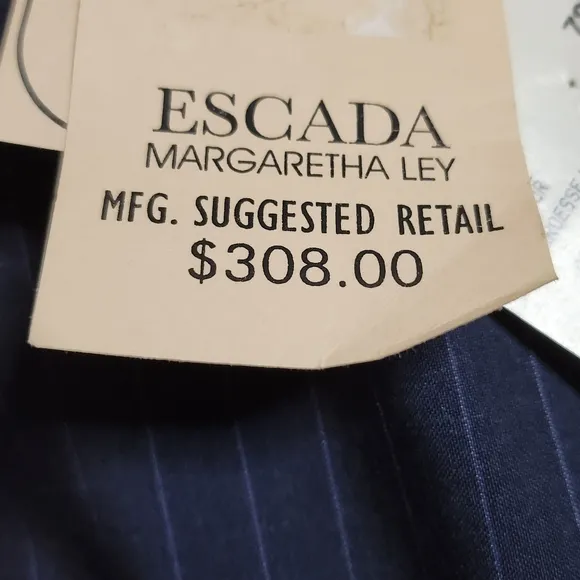 ESCADA
MARGARETHA LEY
MFG. SUGGESTED RETAIL
$308.00